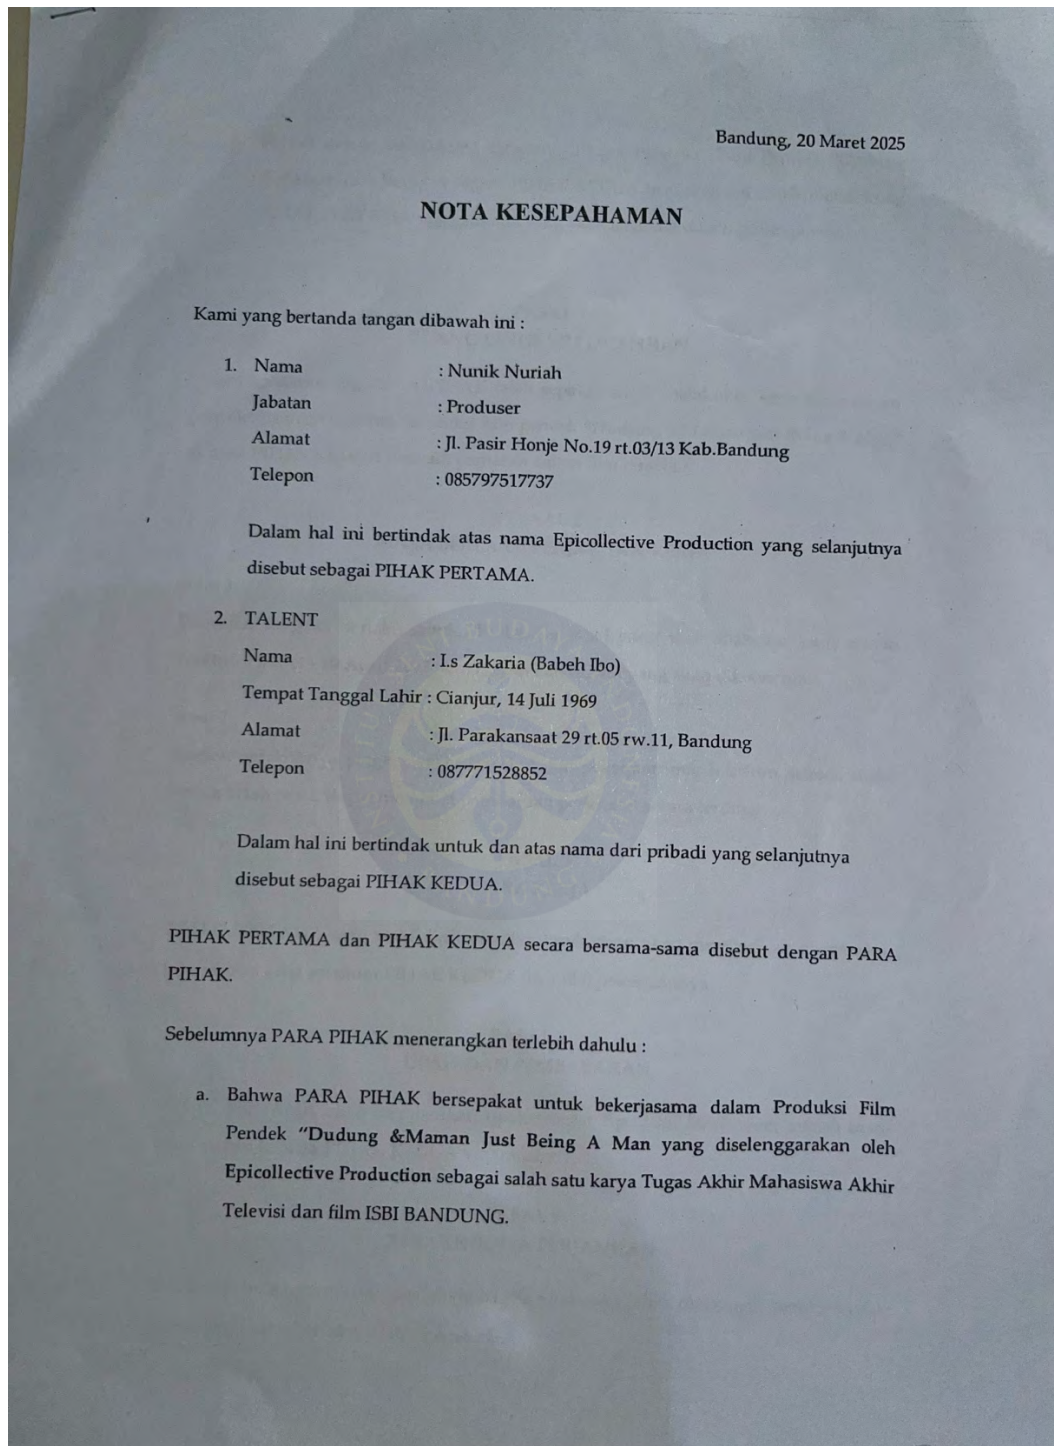 Bandung, 20 Maret 2025
NOTA KESEPAHAMAN
Kami yang bertanda tangan dibawah ini :
1. Nama : Nunik Nuriah
Jabatan : Produser
Alamat : Jl. Pasir Honje No.19 rt.03/13 Kab.Bandung
Telepon : 085797517737
Dalam hal ini bertindak atas nama Epicollective Production yang selanjutnya
disebut sebagai PIHAK PERTAMA.
2. TALENT
Nama : I.s Zakaria (Babeh Ibo)
Tempat Tanggal Lahir : Cianjur, 14 Juli 1969
Alamat : Jl. Parakansaat 29 rt.05 rw.11, Bandung
Telepon : 087771528852
Dalam hal ini bertindak untuk dan atas nama dari pribadi yang selanjutnya
disebut sebagai PIHAK KEDUA.
PIHAK PERTAMA dan PIHAK KEDUA secara bersama-sama disebut dengan PARA
PIHAK.
Sebelumnya PARA PIHAK menerangkan terlebih dahulu :
a. Bahwa PARA PIHAK bersepakat untuk bekerjasama dalam Produksi Film
Pendek "Dudung &Maman Just Being A Man yang diselenggarakan oleh
Epicollective Production sebagai salah satu karya Tugas Akhir Mahasiswa Akhir
Televisi dan film ISBI BANDUNG.